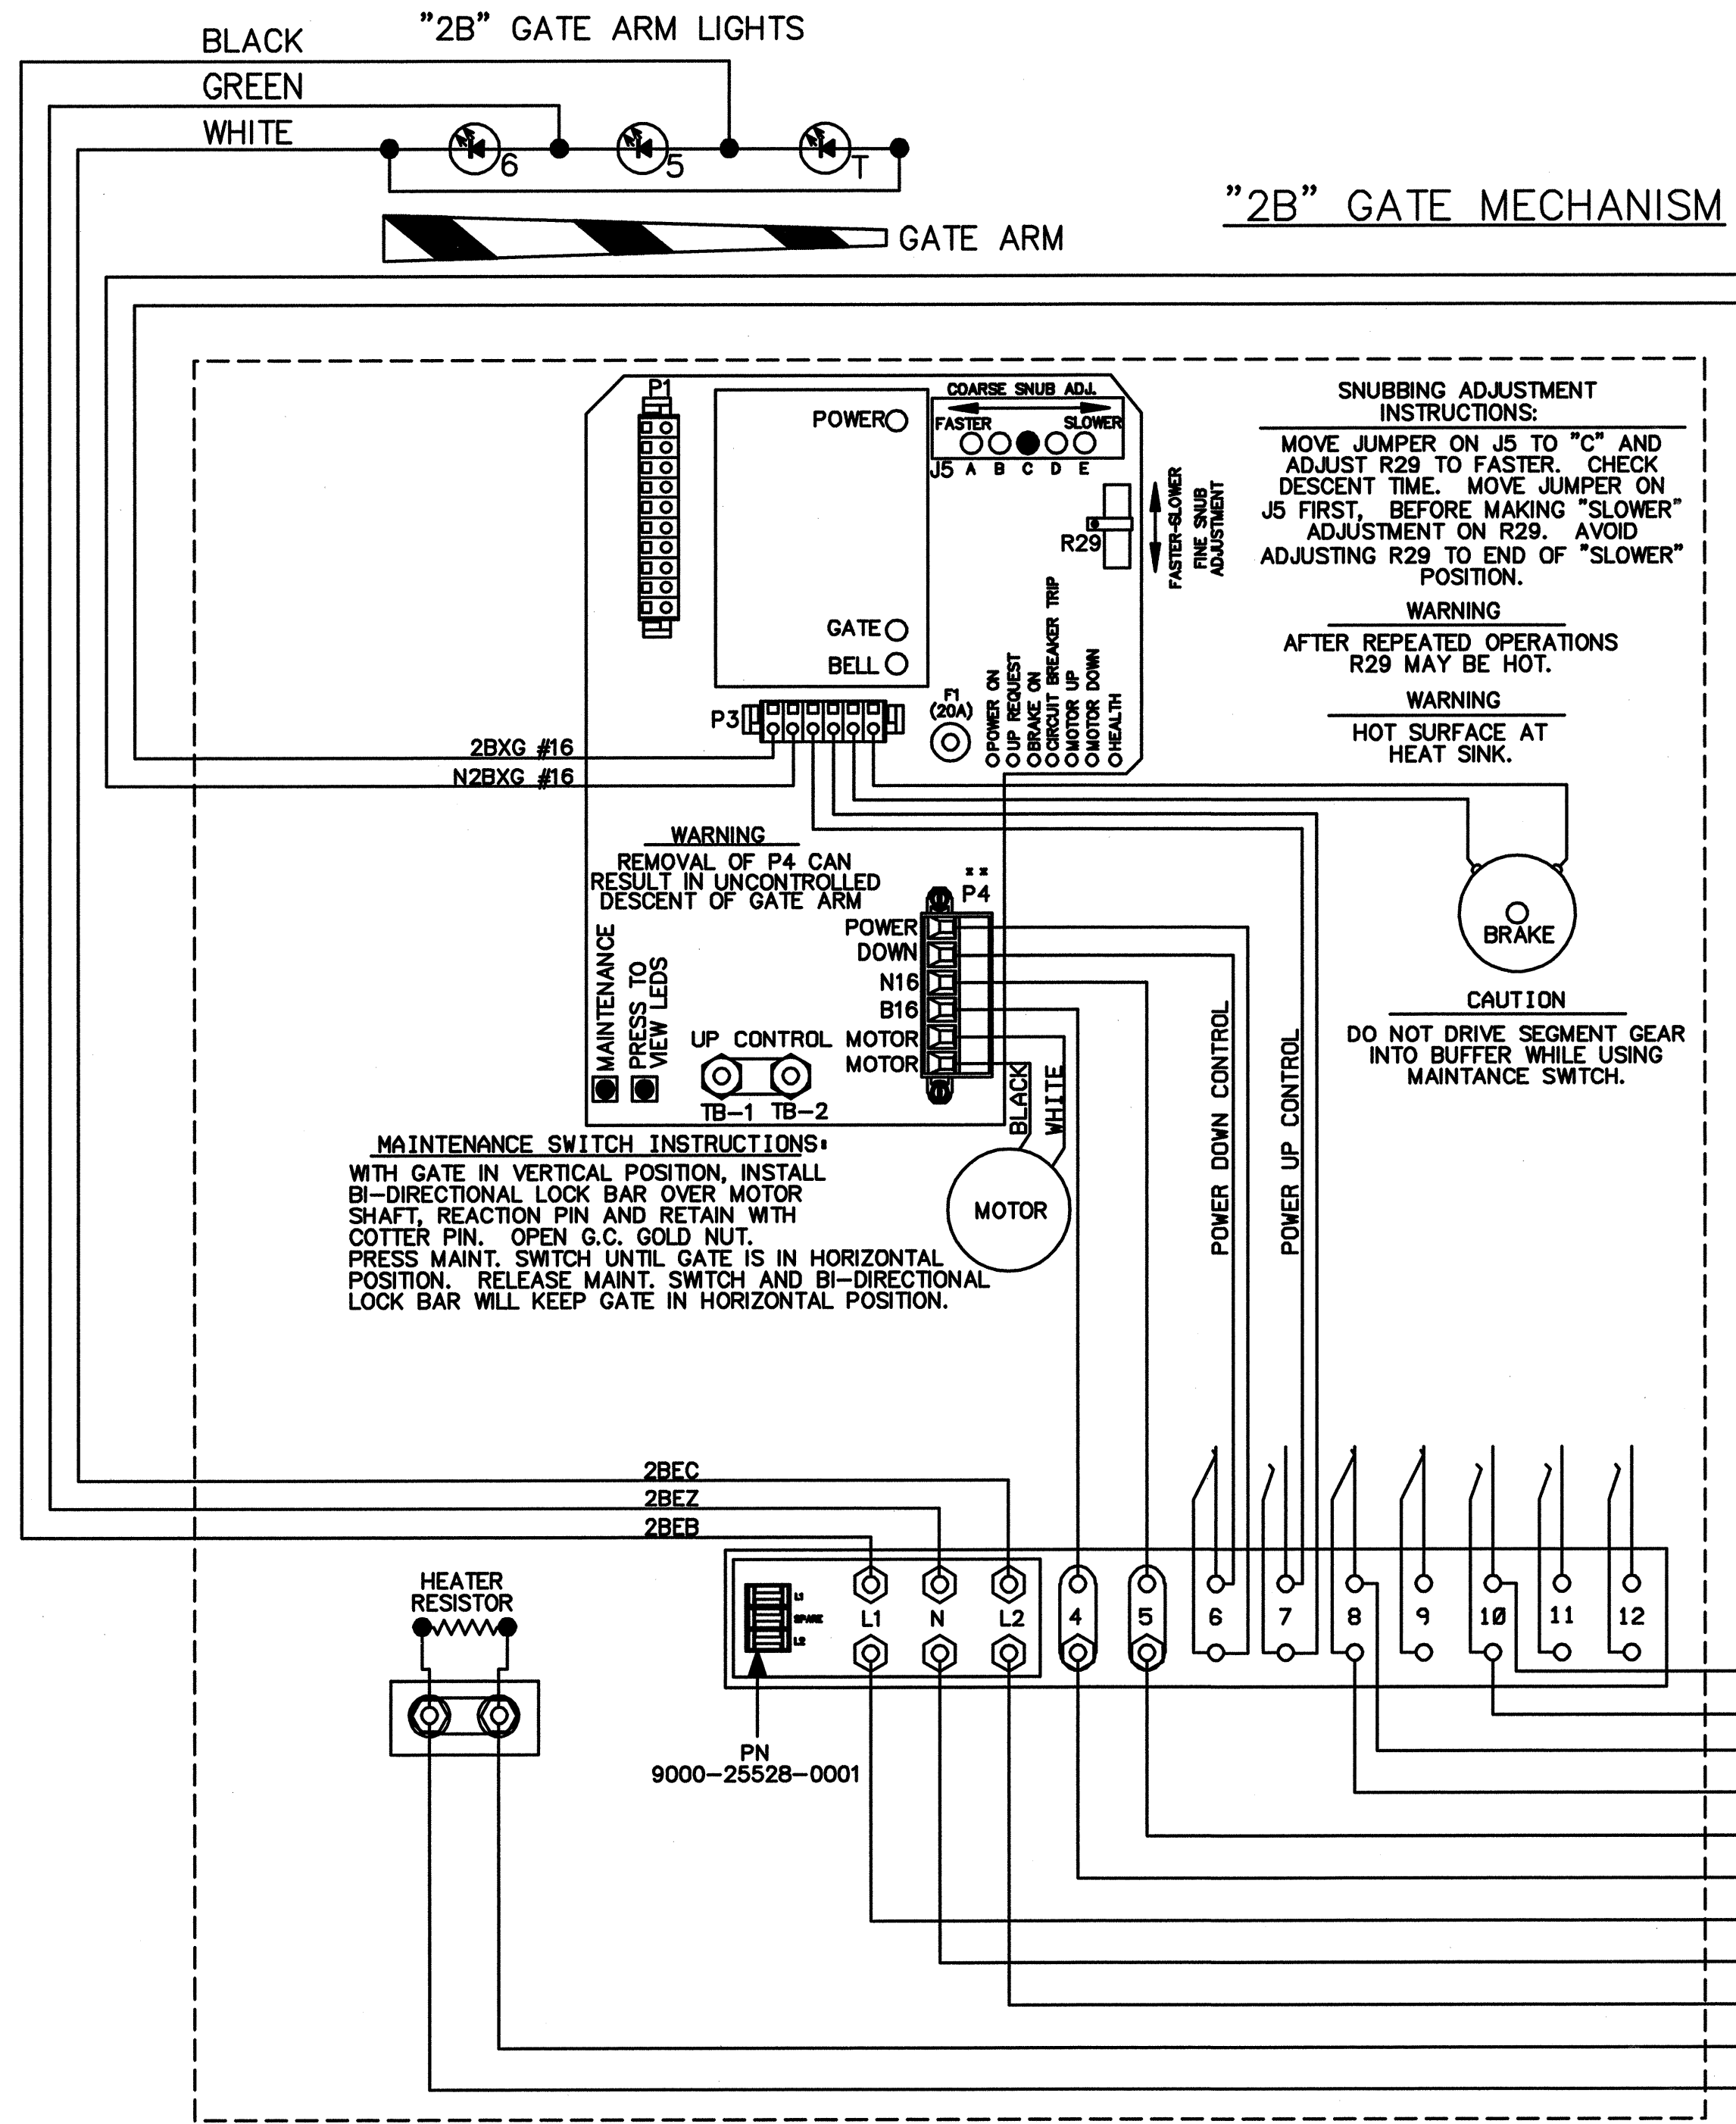 "2B" GATE ARM LIGHTS
BLACK
GREEN
WHITE
6
5
T
GATE ARM
"2B" GATE MECHANISM
P1
POWER
GATE
BELL
COARSE SNUB ADJ.
FASTER
SLOWER
J5 A B C D E
R29
FASTER-SLOWER
FINE SNUB
ADJUSTMENT
SNUBBING ADJUSTMENT
INSTRUCTIONS:
MOVE JUMPER ON J5 TO "C" AND
ADJUST R29 TO FASTER. CHECK
DESCENT TIME. MOVE JUMPER ON
J5 FIRST, BEFORE MAKING "SLOWER"
ADJUSTMENT ON R29. AVOID
ADJUSTING R29 TO END OF "SLOWER"
POSITION.
WARNING
AFTER REPEATED OPERATIONS
R29 MAY BE HOT.
WARNING
HOT SURFACE AT
HEAT SINK.
P3
F1
(20A)
POWER ON
UP REQUEST
BRAKE ON
CIRCUIT BREAKER TRIP
MOTOR UP
MOTOR DOWN
HEALTH
2BXG #16
N2BXG #16
WARNING
REMOVAL OF P4 CAN
RESULT IN UNCONTROLLED
DESCENT OF GATE ARM
**
P4
POWER
DOWN
N16
B16
MOTOR
MOTOR
MAINTENANCE
PRESS TO
VIEW LEDS
UP CONTROL
TB-1 TB-2
BLACK
WHITE
MOTOR
BRAKE
CAUTION
DO NOT DRIVE SEGMENT GEAR
INTO BUFFER WHILE USING
MAINTANCE SWITCH.
POWER DOWN CONTROL
POWER UP CONTROL
MAINTENANCE SWITCH INSTRUCTIONS:
WITH GATE IN VERTICAL POSITION, INSTALL
BI-DIRECTIONAL LOCK BAR OVER MOTOR
SHAFT, REACTION PIN AND RETAIN WITH
COTTER PIN. OPEN G.C. GOLD NUT.
PRESS MAINT. SWITCH UNTIL GATE IS IN HORIZONTAL
POSITION. RELEASE MAINT. SWITCH AND BI-DIRECTIONAL
LOCK BAR WILL KEEP GATE IN HORIZONTAL POSITION.
2BEC
2BEZ
2BEB
HEATER
RESISTOR
L1
SPARE
L2
L1 N L2 4 5 6 7 8 9 10 11 12
PN
9000-25528-0001